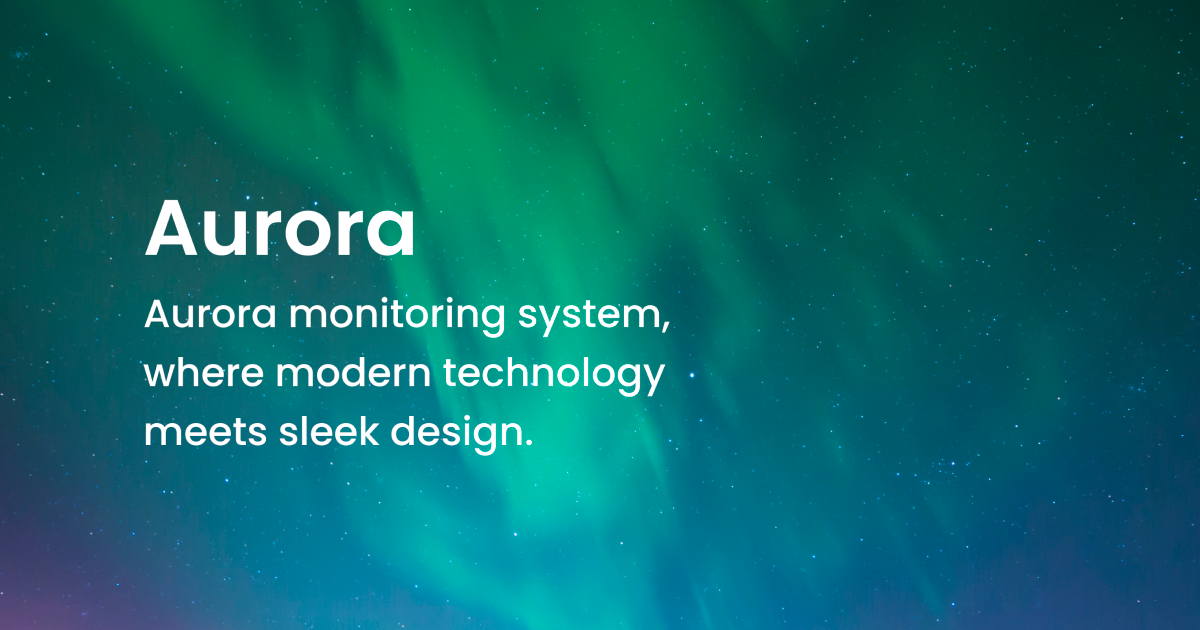 Aurora
Aurora monitoring system,
where modern technology
meets sleek design.